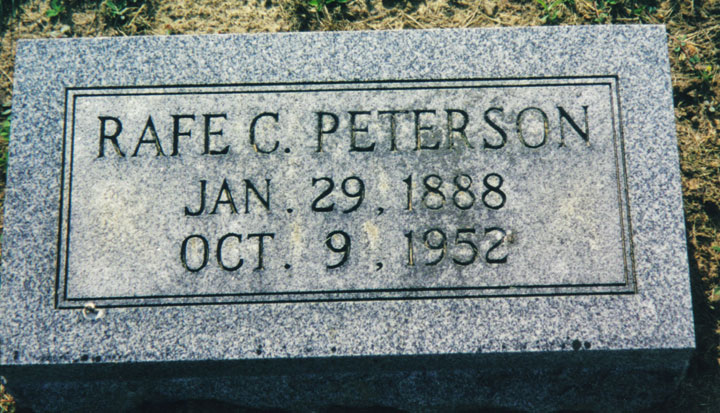 RAFE C. PETERSON
JAN. 29, 1888
OCT. 9, 1952